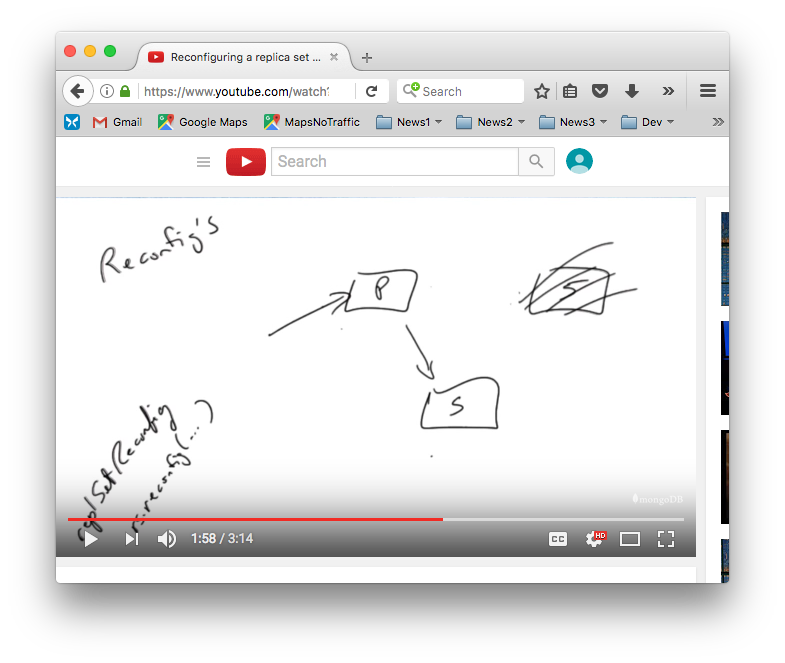 Reconfiguring a replica set ...
https://www.youtube.com/watch?
Search
Gmail
Google Maps
MapsNoTraffic
News1
News2
News3
Dev
Search
Reconfig's
P
S
S
replSetReconfig
rs.reconfig(...)
mongoDB
1:58 / 3:14
CC
HD